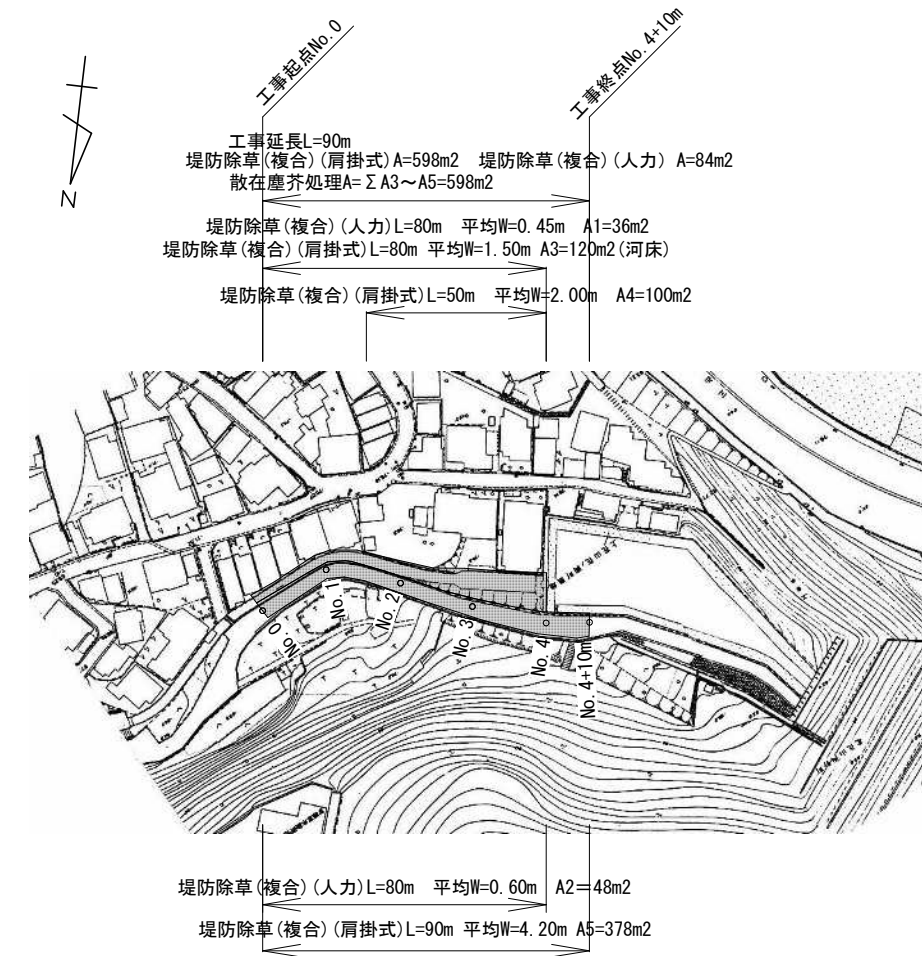 工事起点No.0
工事終点No.4+10m
N
工事延長L=90m
堤防除草(複合)(肩掛式)A=598m2 堤防除草(複合)(人力) A=84m2
散在塵芥処理A=ΣA3～A5=598m2
堤防除草(複合)(人力)L=80m 平均W=0.45m A1=36m2
堤防除草(複合)(肩掛式)L=80m 平均W=1.50m A3=120m2(河床)
堤防除草(複合)(肩掛式)L=50m 平均W=2.00m A4=100m2
No.0
No.1
No.2
No.3
No.4
No.4+10m
堤防除草(複合)(人力)L=80m 平均W=0.60m A2＝48m2
堤防除草(複合)(肩掛式)L=90m 平均W=4.20m A5=378m2